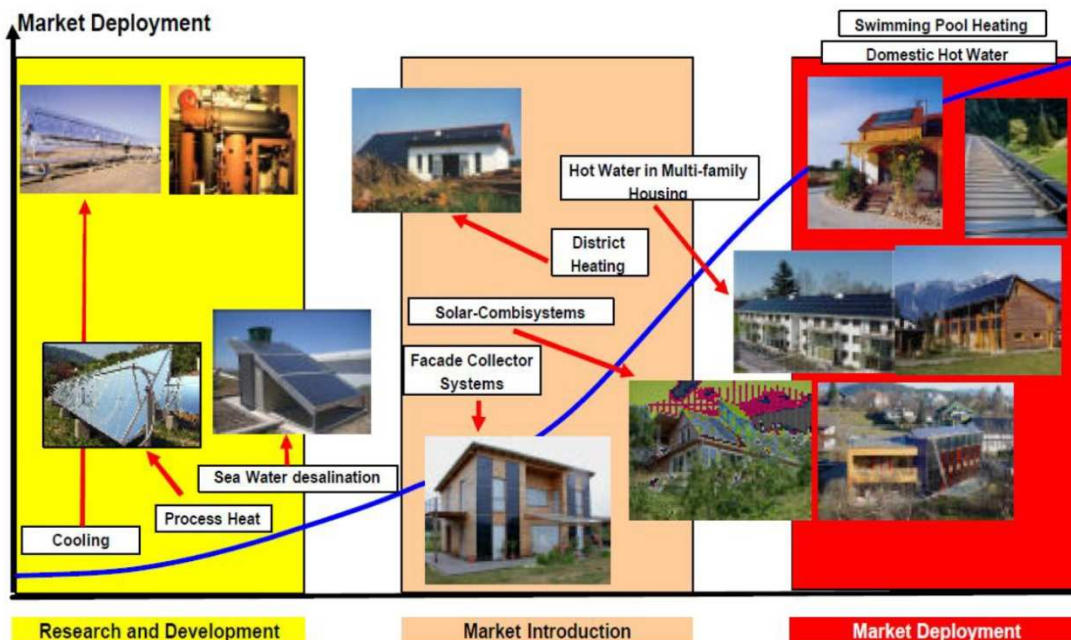 Market Deployment
Swimming Pool Heating
Domestic Hot Water
Hot Water in Multi-family
Housing
District
Heating
Solar-Combisystems
Facade Collector
Systems
Sea Water desalination
Process Heat
Cooling
Research and Development
Market Introduction
Market Deployment